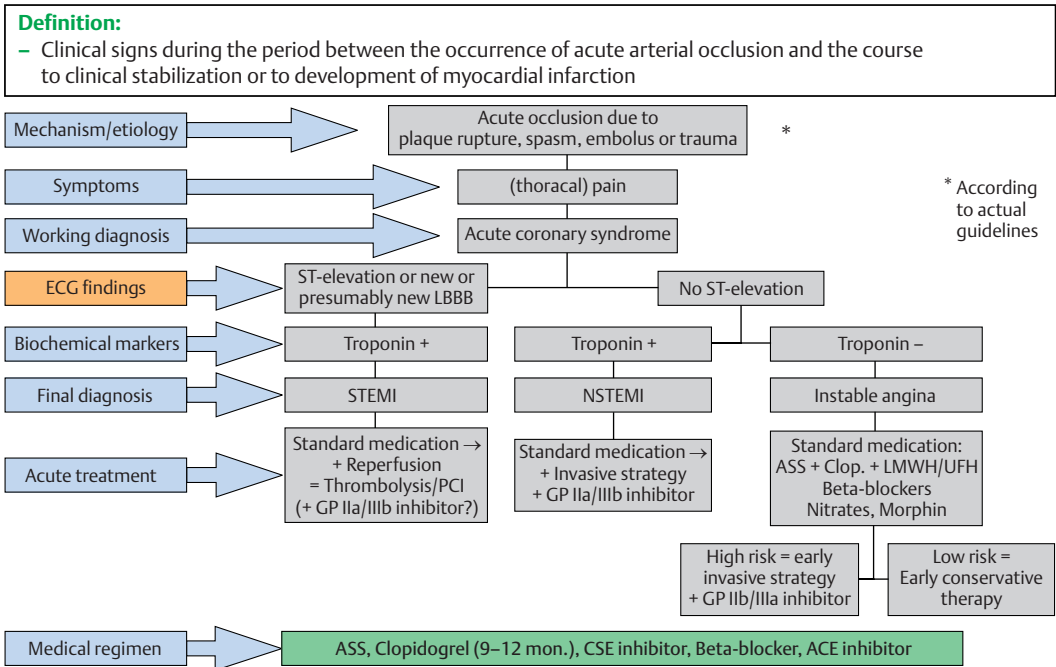 Definition:
– Clinical signs during the period between the occurrence of acute arterial occlusion and the course
to clinical stabilization or to development of myocardial infarction
Mechanism/etiology
Acute occlusion due to
plaque rupture, spasm, embolus or trauma
*
Symptoms
(thoracal) pain
* According
to actual
guidelines
Working diagnosis
Acute coronary syndrome
ECG findings
ST-elevation or new or
presumably new LBBB
No ST-elevation
Biochemical markers
Troponin +
Troponin +
Troponin –
Final diagnosis
STEMI
NSTEMI
Instable angina
Acute treatment
Standard medication →
+ Reperfusion
= Thrombolysis/PCI
(+ GP IIa/IIIb inhibitor?)
Standard medication →
+ Invasive strategy
+ GP IIa/IIIb inhibitor
Standard medication:
ASS + Clop. + LMWH/UFH
Beta-blockers
Nitrates, Morphin
High risk = early
invasive strategy
+ GP IIb/IIIa inhibitor
Low risk =
Early conservative
therapy
Medical regimen
ASS, Clopidogrel (9–12 mon.), CSE inhibitor, Beta-blocker, ACE inhibitor